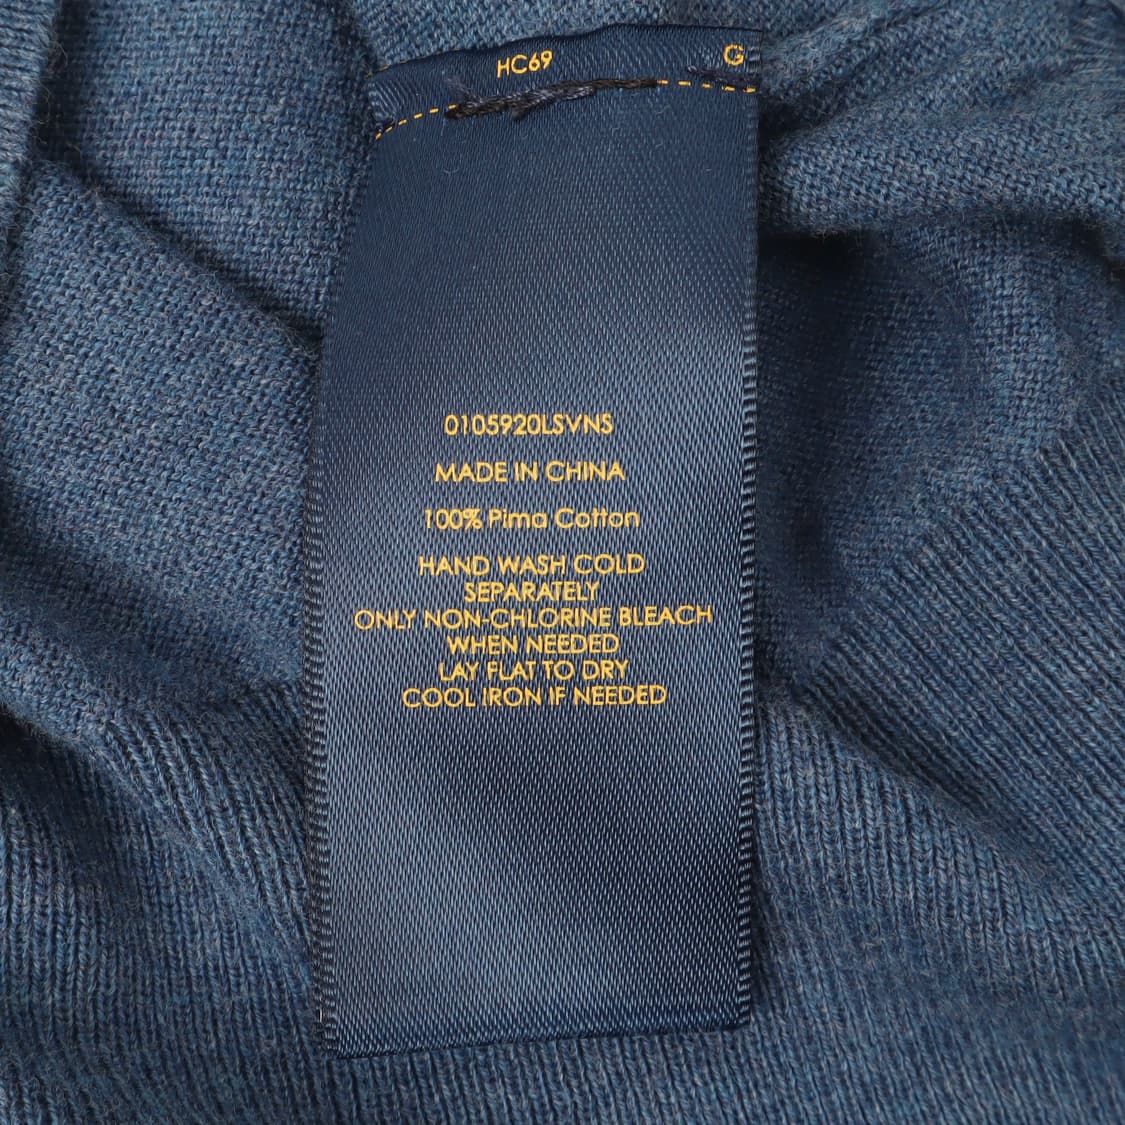 HC69 G
0105920LSVNS
MADE IN CHINA
100% Pima Cotton
HAND WASH COLD
SEPARATELY
ONLY NON-CHLORINE BLEACH
WHEN NEEDED
LAY FLAT TO DRY
COOL IRON IF NEEDED